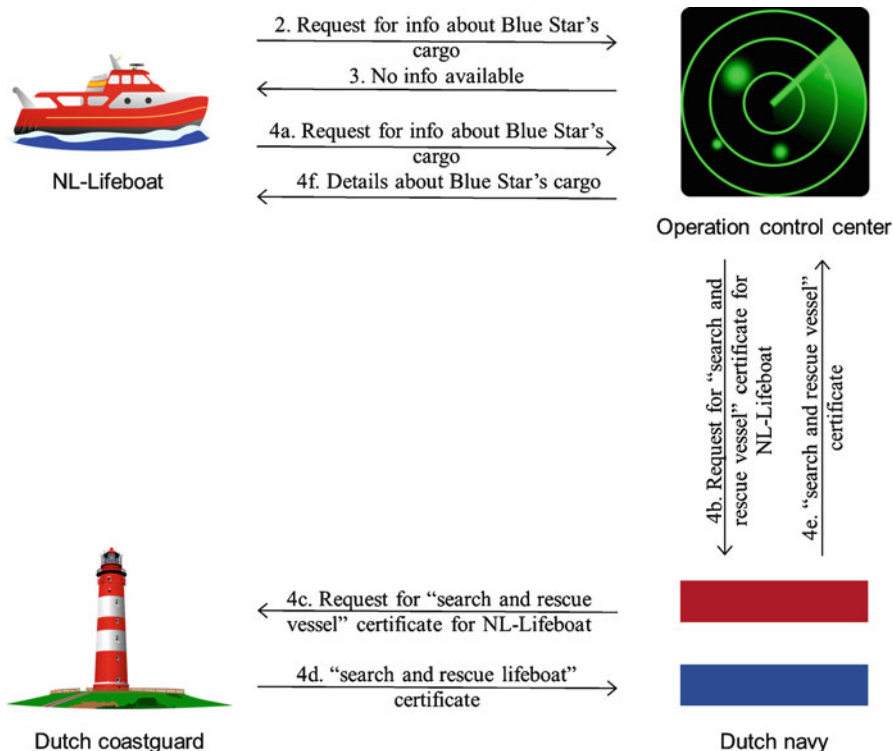 2. Request for info about Blue Star’s
cargo
3. No info available
4a. Request for info about Blue Star’s
cargo
4f. Details about Blue Star’s cargo
NL-Lifeboat
Operation control center
4b. Request for “search and
rescue vessel” certificate for
NL-Lifeboat
4e. “search and rescue vessel”
certificate
4c. Request for “search and rescue
vessel” certificate for NL-Lifeboat
4d. “search and rescue lifeboat”
certificate
Dutch coastguard
Dutch navy